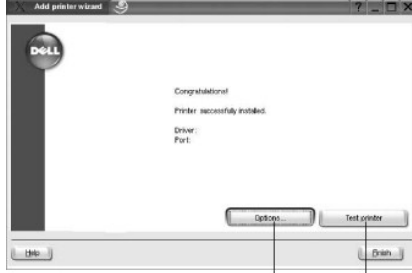 Add printer wizard
DELL
Congratulations!
Printer successfully installed.
Driver:
Port:
Options...
Test printer
Help
Finish